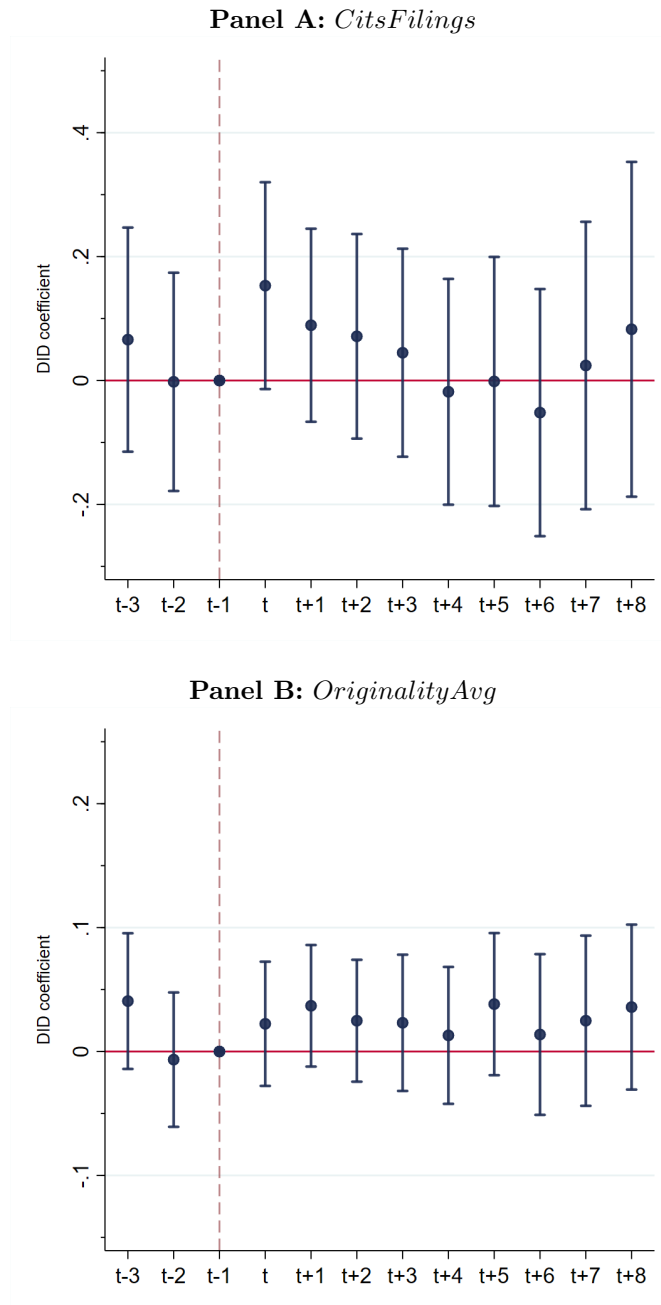 Panel A: CitsFilings
DID coefficient
.4
.2
0
-.2
t-3 t-2 t-1 t t+1 t+2 t+3 t+4 t+5 t+6 t+7 t+8
Panel B: OriginalityAvg
DID coefficient
.2
.1
0
-.1
t-3 t-2 t-1 t t+1 t+2 t+3 t+4 t+5 t+6 t+7 t+8